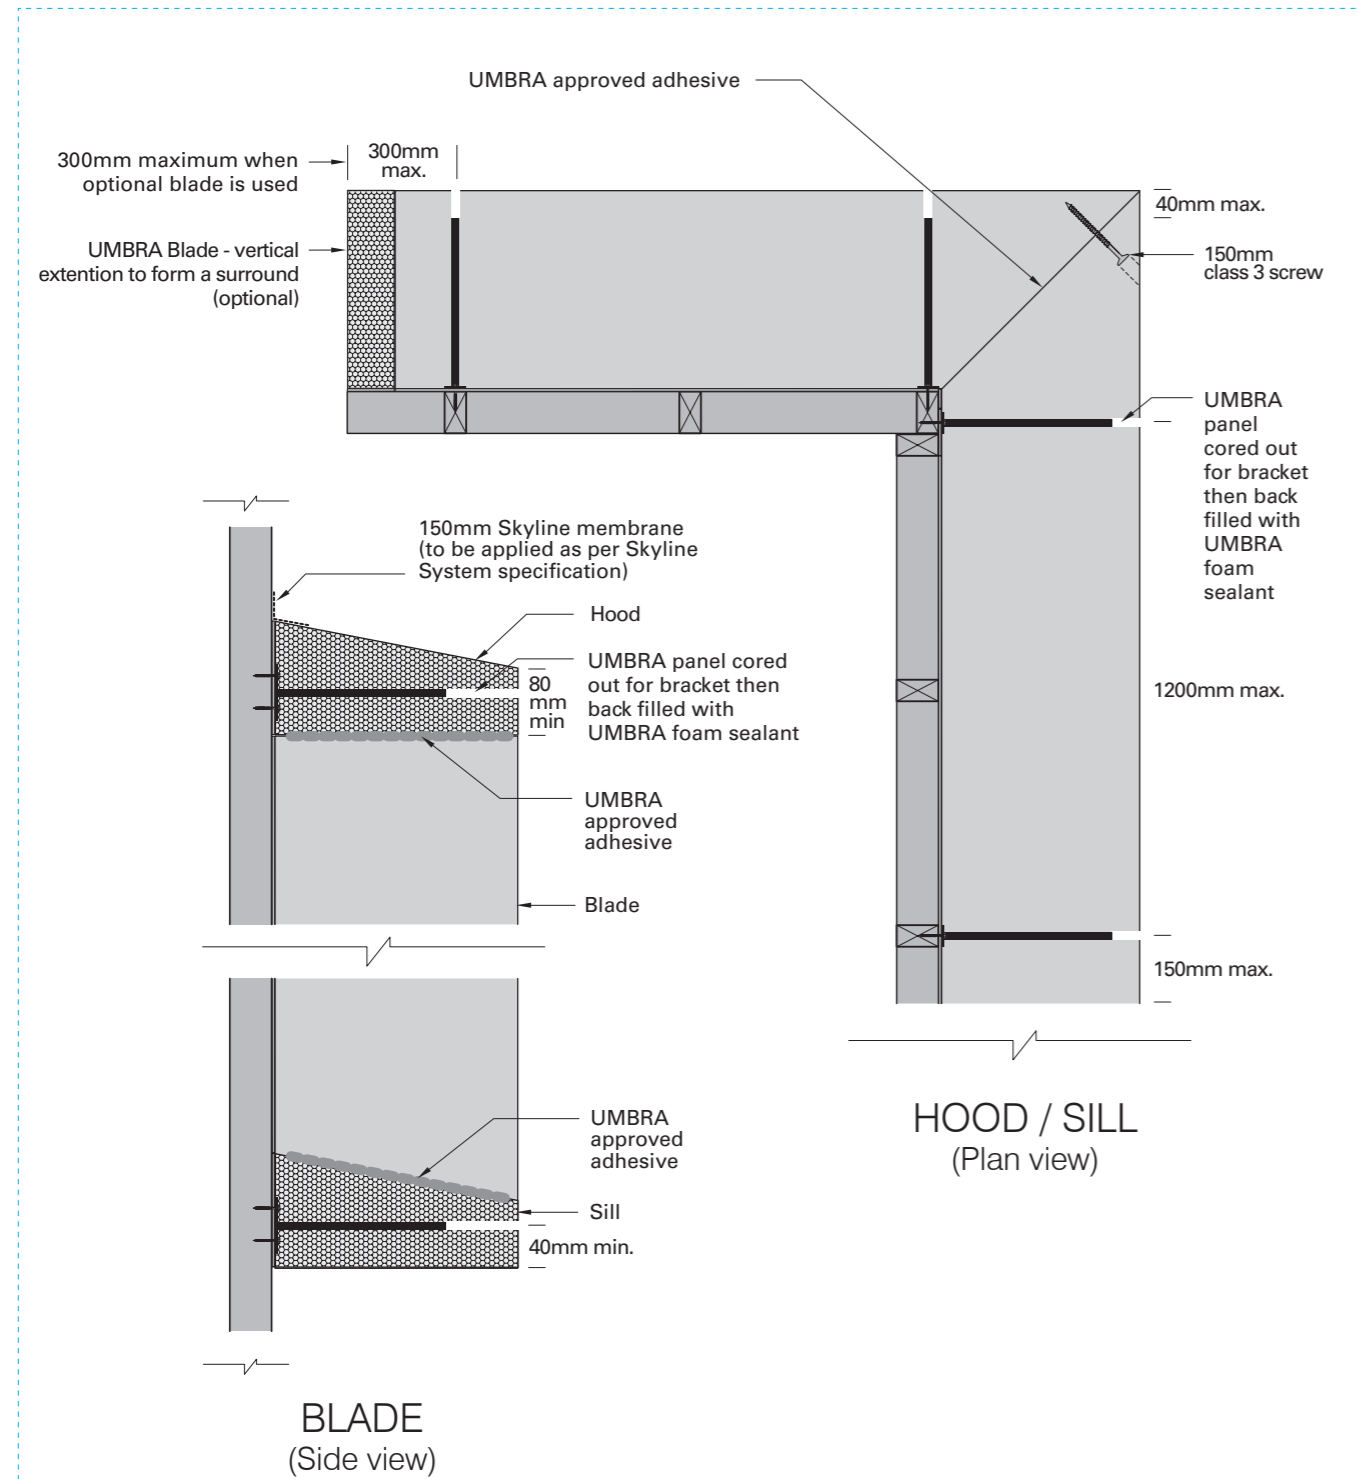 UMBRA approved adhesive
300mm maximum when
optional blade is used
300mm
max.
UMBRA Blade - vertical
extention to form a surround
(optional)
40mm max.
150mm
class 3 screw
UMBRA
panel
cored out
for bracket
then back
filled with
UMBRA
foam
sealant
1200mm max.
150mm max.
HOOD / SILL
(Plan view)
150mm Skyline membrane
(to be applied as per Skyline
System specification)
Hood
UMBRA panel cored
out for bracket then
back filled with
UMBRA foam sealant
80
mm
min
UMBRA
approved
adhesive
Blade
UMBRA
approved
adhesive
Sill
40mm min.
BLADE
(Side view)